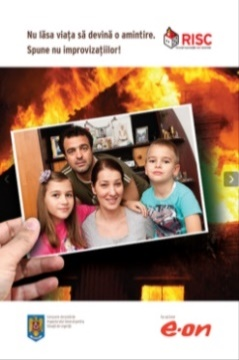 Nu lăsa viața să devină o amintire.
Spune nu improvizațiilor!
RISC
e·on